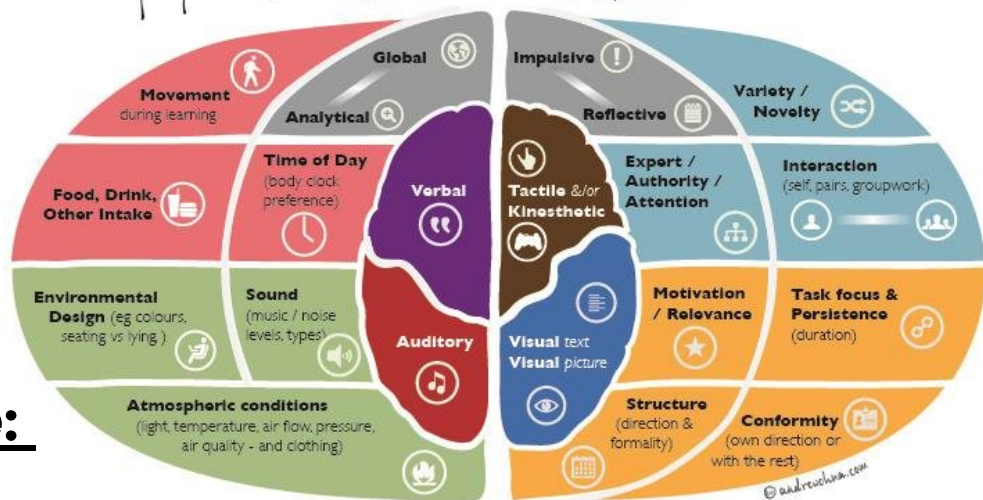 Global
Impulsive
Movement
during learning
Analytical
Reflective
Variety /
Novelty
Food, Drink,
Other Intake
Time of Day
(body clock
preference)
Verbal
Tactile &/or
Kinesthetic
Expert /
Authority /
Attention
Interaction
(self, pairs, groupwork)
Environmental
Design (eg colours,
seating vs lying )
Sound
(music / noise
levels, types)
Auditory
Visual text
Visual picture
Motivation
/ Relevance
Task focus &
Persistence
(duration)
Atmospheric conditions
(light, temperature, air flow, pressure,
air quality - and clothing)
Structure
(direction &
formality)
Conformity
(own direction or
with the rest)